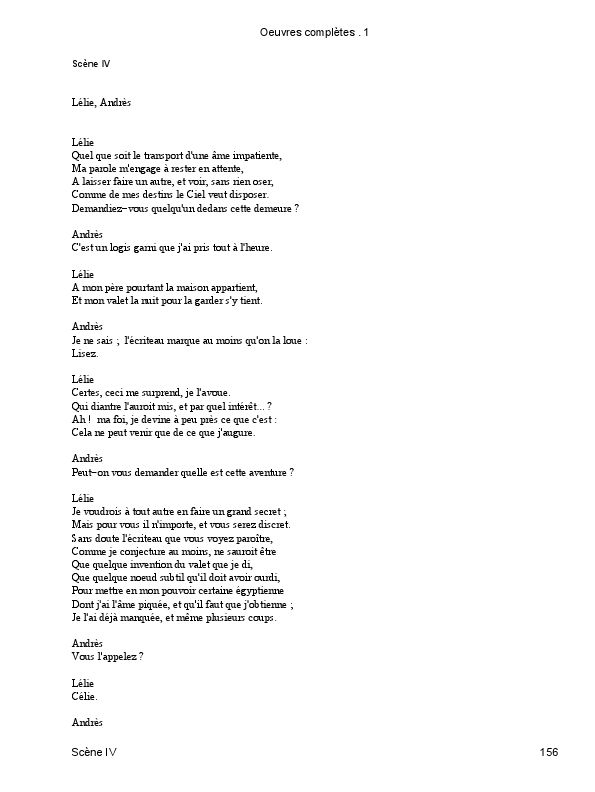 Oeuvres complètes . 1
Scène IV
Lélie, Andrès
Lélie
Quel que soit le transport d'une âme impatiente,
Ma parole m'engage à rester en attente,
A laisser faire un autre, et voir, sans rien oser,
Comme de mes destins le Ciel veut disposer.
Demandiez-vous quelqu'un dedans cette demeure ?
Andrès
C'est un logis garni que j'ai pris tout à l'heure.
Lélie
A mon père pourtant la maison appartient,
Et mon valet la nuit pour la garder s'y tient.
Andrès
Je ne sais ; l'écriteau marque au moins qu'on la loue :
Lisez.
Lélie
Certes, ceci me surprend, je l'avoue.
Qui diantre l'auroit mis, et par quel intérêt... ?
Ah ! ma foi, je devine à peu près ce que c'est :
Cela ne peut venir que de ce que j'augure.
Andrès
Peut-on vous demander quelle est cette aventure ?
Lélie
Je voudrois à tout autre en faire un grand secret ;
Mais pour vous il n'importe, et vous serez discret.
Sans doute l'écriteau que vous voyez paroître,
Comme je conjecture au moins, ne sauroit être
Que quelque invention du valet que je di,
Que quelque noeud subtil qu'il doit avoir ourdi,
Pour mettre en mon pouvoir certaine égyptienne
Dont j'ai l'âme piquée, et qu'il faut que j'obtienne ;
Je l'ai déjà manquée, et même plusieurs coups.
Andrès
Vous l'appelez ?
Lélie
Célie.
Andrès
Scène IV 156